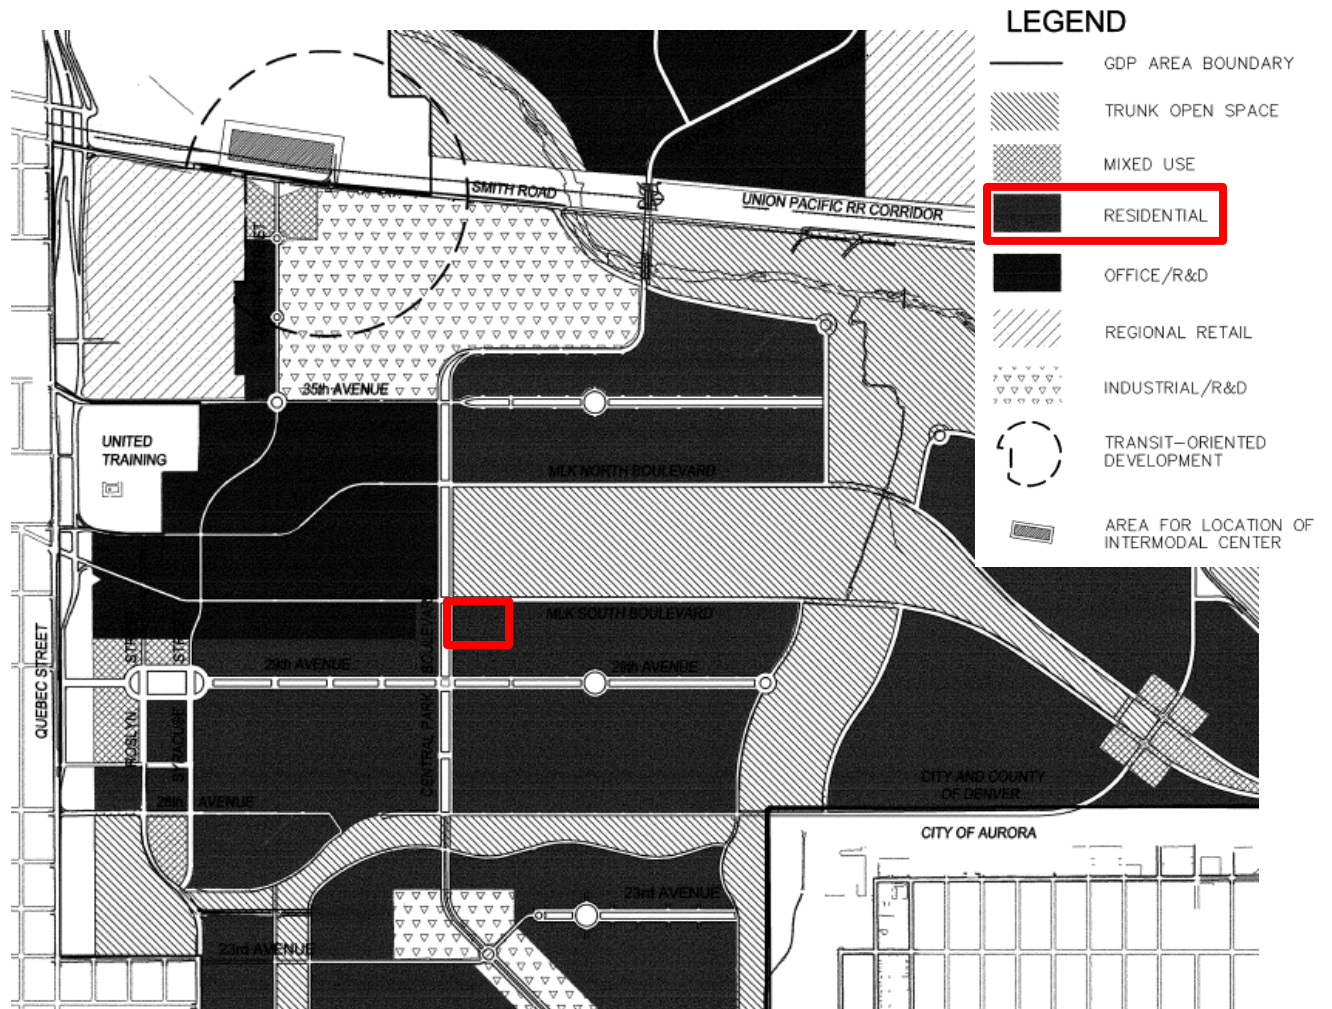 LEGEND
GDP AREA BOUNDARY
TRUNK OPEN SPACE
MIXED USE
RESIDENTIAL
OFFICE/R&D
REGIONAL RETAIL
INDUSTRIAL/R&D
TRANSIT-ORIENTED
DEVELOPMENT
AREA FOR LOCATION OF
INTERMODAL CENTER
SMITH ROAD
UNION PACIFIC RR CORRIDOR
35th AVENUE
UNITED
TRAINING
MLK NORTH BOULEVARD
MLK SOUTH BOULEVARD
QUEBEC STREET
ROSLYN STREET
SYRACUSE STREET
CENTRAL PARK BOULEVARD
29th AVENUE
29th AVENUE
26th AVENUE
CITY AND COUNTY
OF DENVER
CITY OF AURORA
23rd AVENUE
23rd AVENUE